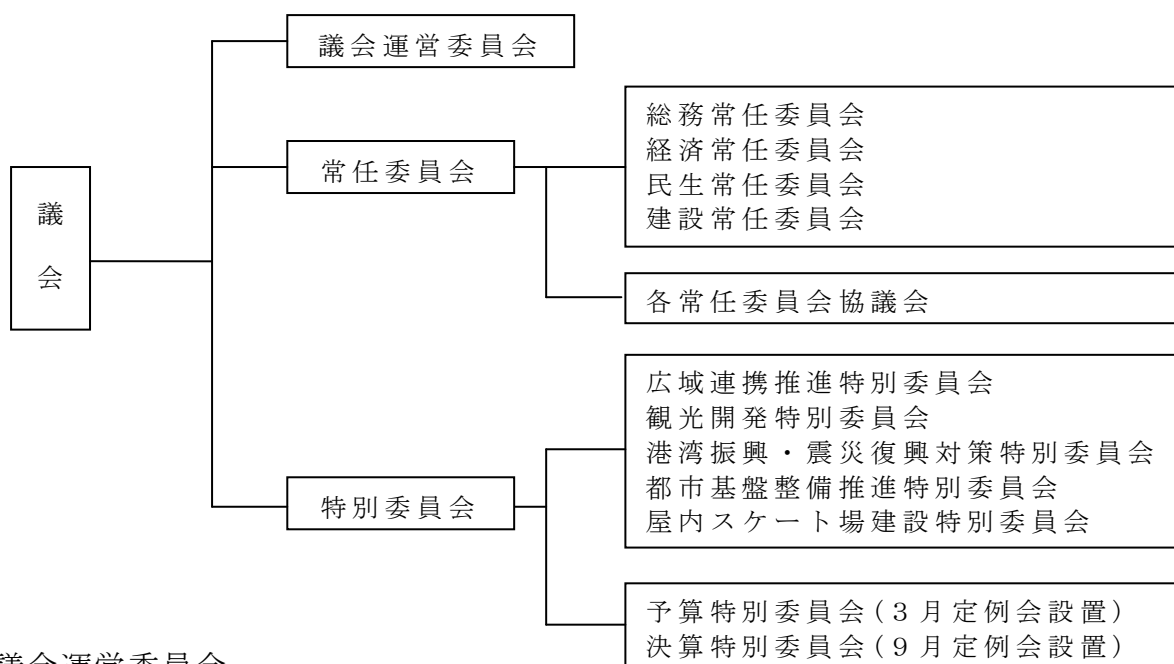 議会
議会運営委員会
常任委員会
総務常任委員会
経済常任委員会
民生常任委員会
建設常任委員会
各常任委員会協議会
特別委員会
広域連携推進特別委員会
観光開発特別委員会
港湾振興・震災復興対策特別委員会
都市基盤整備推進特別委員会
屋内スケート場建設特別委員会
予算特別委員会(3月定例会設置)
決算特別委員会(9月定例会設置)
議会運営委員会